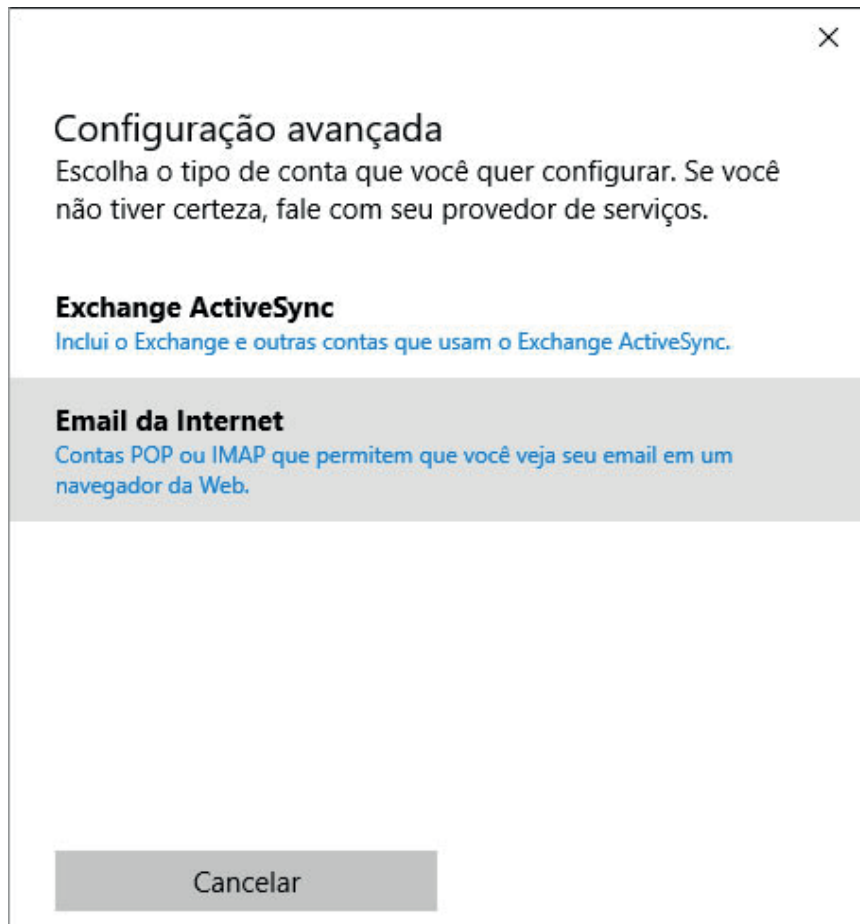 Configuração avançada
Escolha o tipo de conta que você quer configurar. Se você
não tiver certeza, fale com seu provedor de serviços.
Exchange ActiveSync
Inclui o Exchange e outras contas que usam o Exchange ActiveSync.
Email da Internet
Contas POP ou IMAP que permitem que você veja seu email em um
navegador da Web.
Cancelar